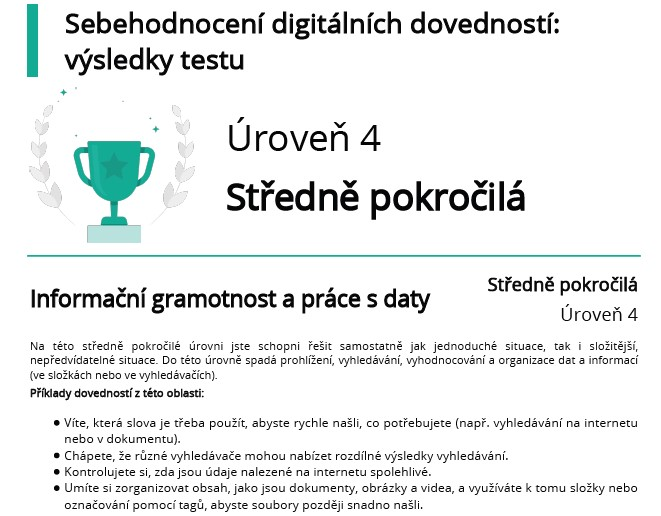 Sebehodnocení digitálních dovedností:
výsledky testu
Úroveň 4
Středně pokročilá
Informační gramotnost a práce s daty
Středně pokročilá
Úroveň 4
Na této středně pokročilé úrovni jste schopni řešit samostatně jak jednoduché situace, tak i složitější,
nepředvídatelné situace. Do této úrovně spadá prohlížení, vyhledávání, vyhodnocování a organizace dat a informací
(ve složkách nebo ve vyhledávačích).
Příklady dovedností z této oblasti:
● Víte, která slova je třeba použít, abyste rychle našli, co potřebujete (např. vyhledávání na internetu
nebo v dokumentu).
● Chápete, že různé vyhledávače mohou nabízet rozdílné výsledky vyhledávání.
● Kontrolujete si, zda jsou údaje nalezené na internetu spolehlivé.
● Umíte si zorganizovat obsah, jako jsou dokumenty, obrázky a videa, a využíváte k tomu složky nebo
označování pomocí tagů, abyste soubory později snadno našli.